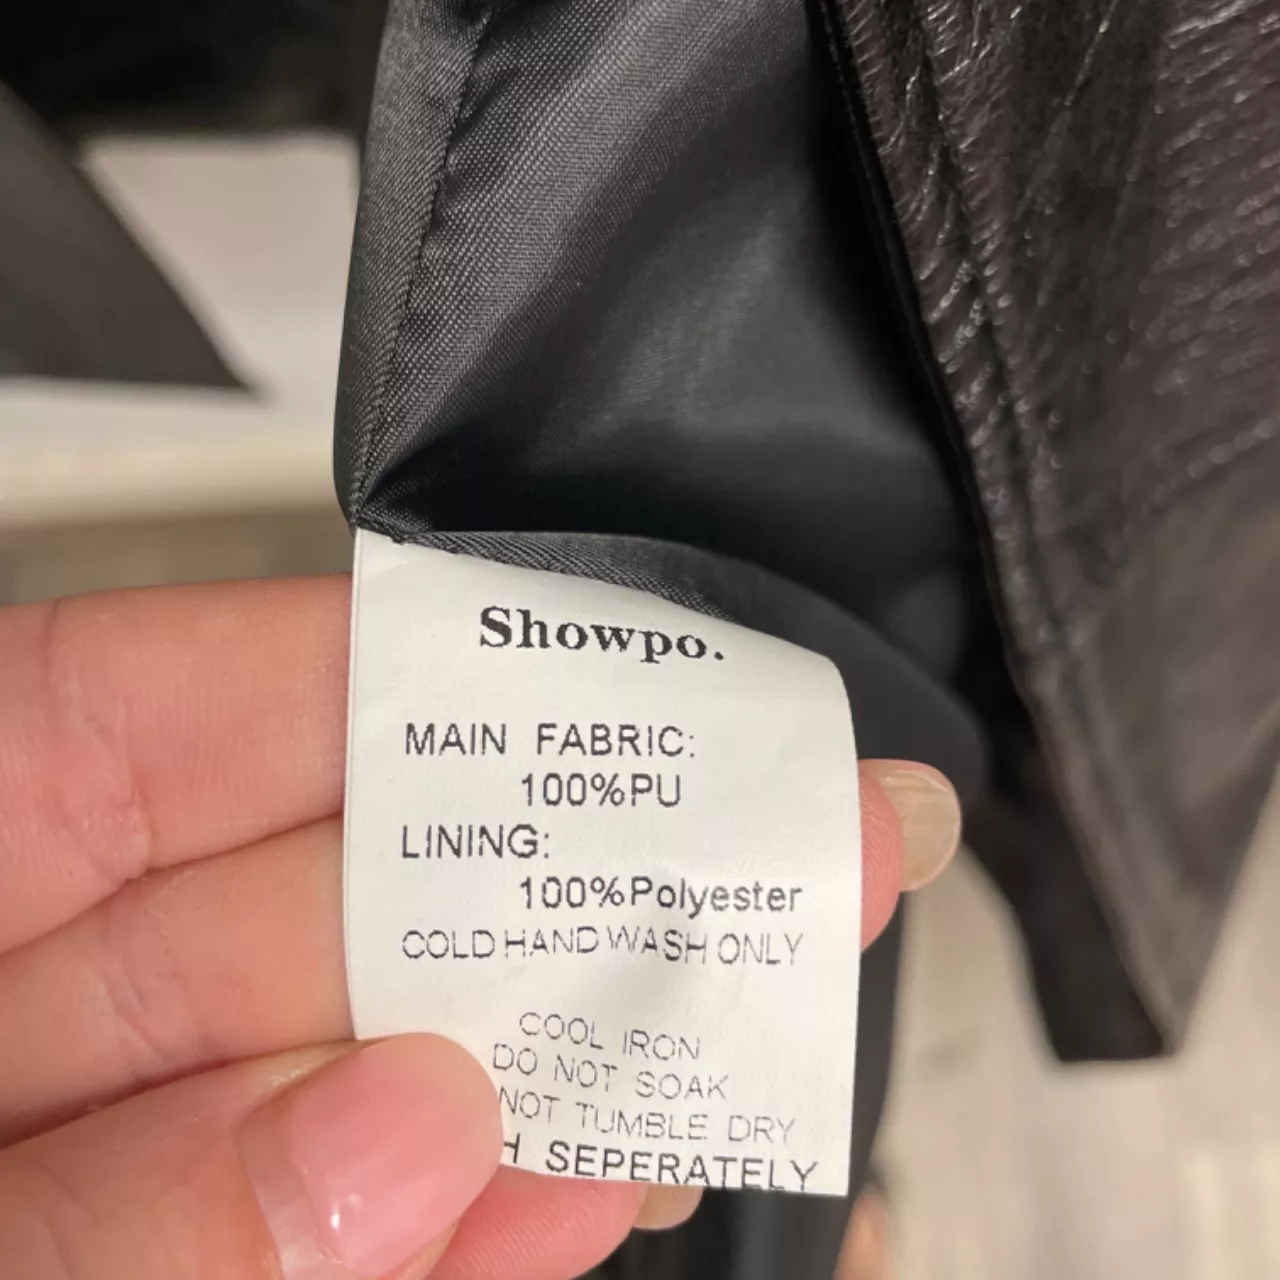 Showpo.
MAIN FABRIC:
100%PU
LINING:
100%Polyester
COLD HAND WASH ONLY
COOL IRON
DO NOT SOAK
NOT TUMBLE DRY
SEPERATELY